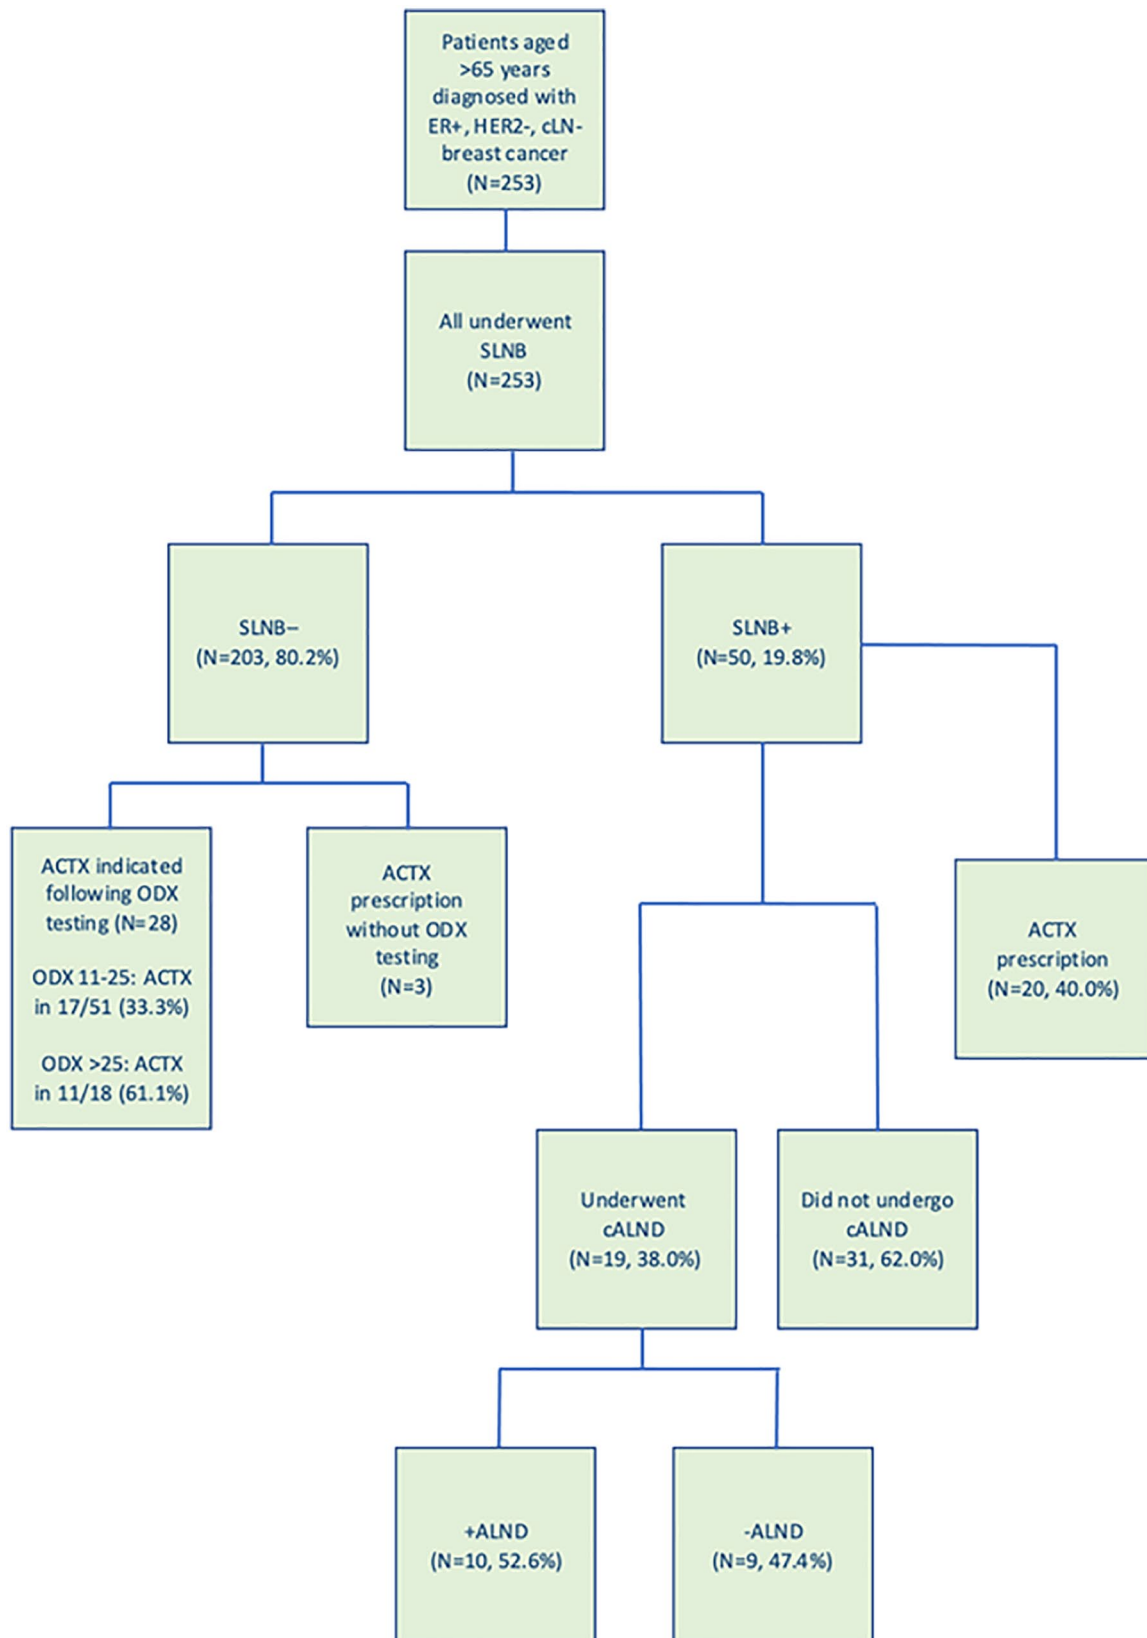 Patients aged
>65 years
diagnosed with
ER+, HER2-, cLN-
breast cancer
(N=253)
All underwent
SLNB
(N=253)
SLNB–
(N=203, 80.2%)
SLNB+
(N=50, 19.8%)
ACTX indicated
following ODX
testing (N=28)
ODX 11-25: ACTX
in 17/51 (33.3%)
ODX >25: ACTX
in 11/18 (61.1%)
ACTX
prescription
without ODX
testing
(N=3)
ACTX
prescription
(N=20, 40.0%)
Underwent
cALND
(N=19, 38.0%)
Did not undergo
cALND
(N=31, 62.0%)
+ALND
(N=10, 52.6%)
-ALND
(N=9, 47.4%)